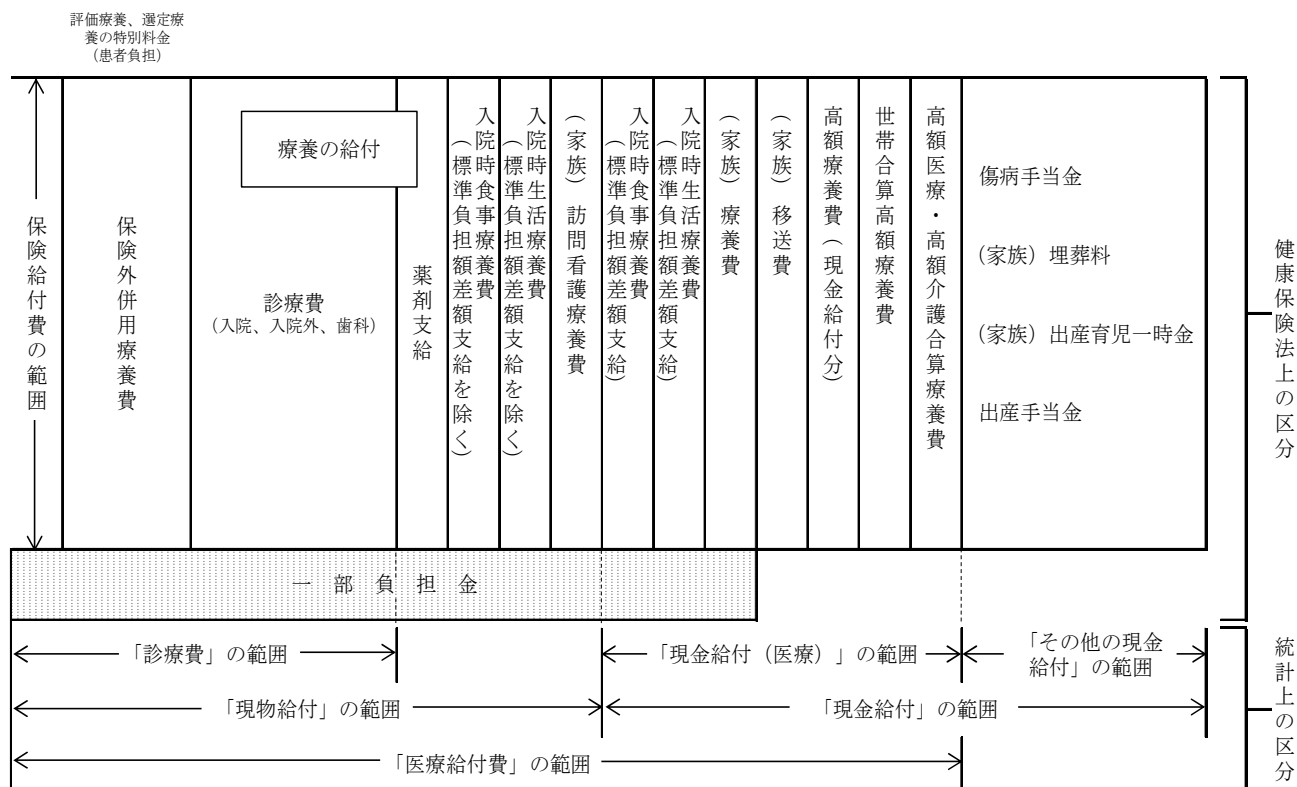 評価療養、選定療
養の特別料金
（患者負担）
保険給付費の範囲
保険外併用療養費
療養の給付
診療費
（入院、入院外、歯科）
薬剤支給
入院時食事療養費
（標準負担額差額支給を除く）
入院時生活療養費
（標準負担額差額支給を除く）
（家族）訪問看護療養費
入院時食事療養費
（標準負担額差額支給）
入院時生活療養費
（標準負担額差額支給）
（家族）療養費
（家族）移送費
高額療養費（現金給付分）
世帯合算高額療養費
高額医療・高額介護合算療養費
傷病手当金
（家族）埋葬料
（家族）出産育児一時金
出産手当金
健康保険法上の区分
一部負担金
「診療費」の範囲
「現金給付（医療）」の範囲
「その他の現金
給付」の範囲
「現物給付」の範囲
「現金給付」の範囲
「医療給付費」の範囲
統計上の区分